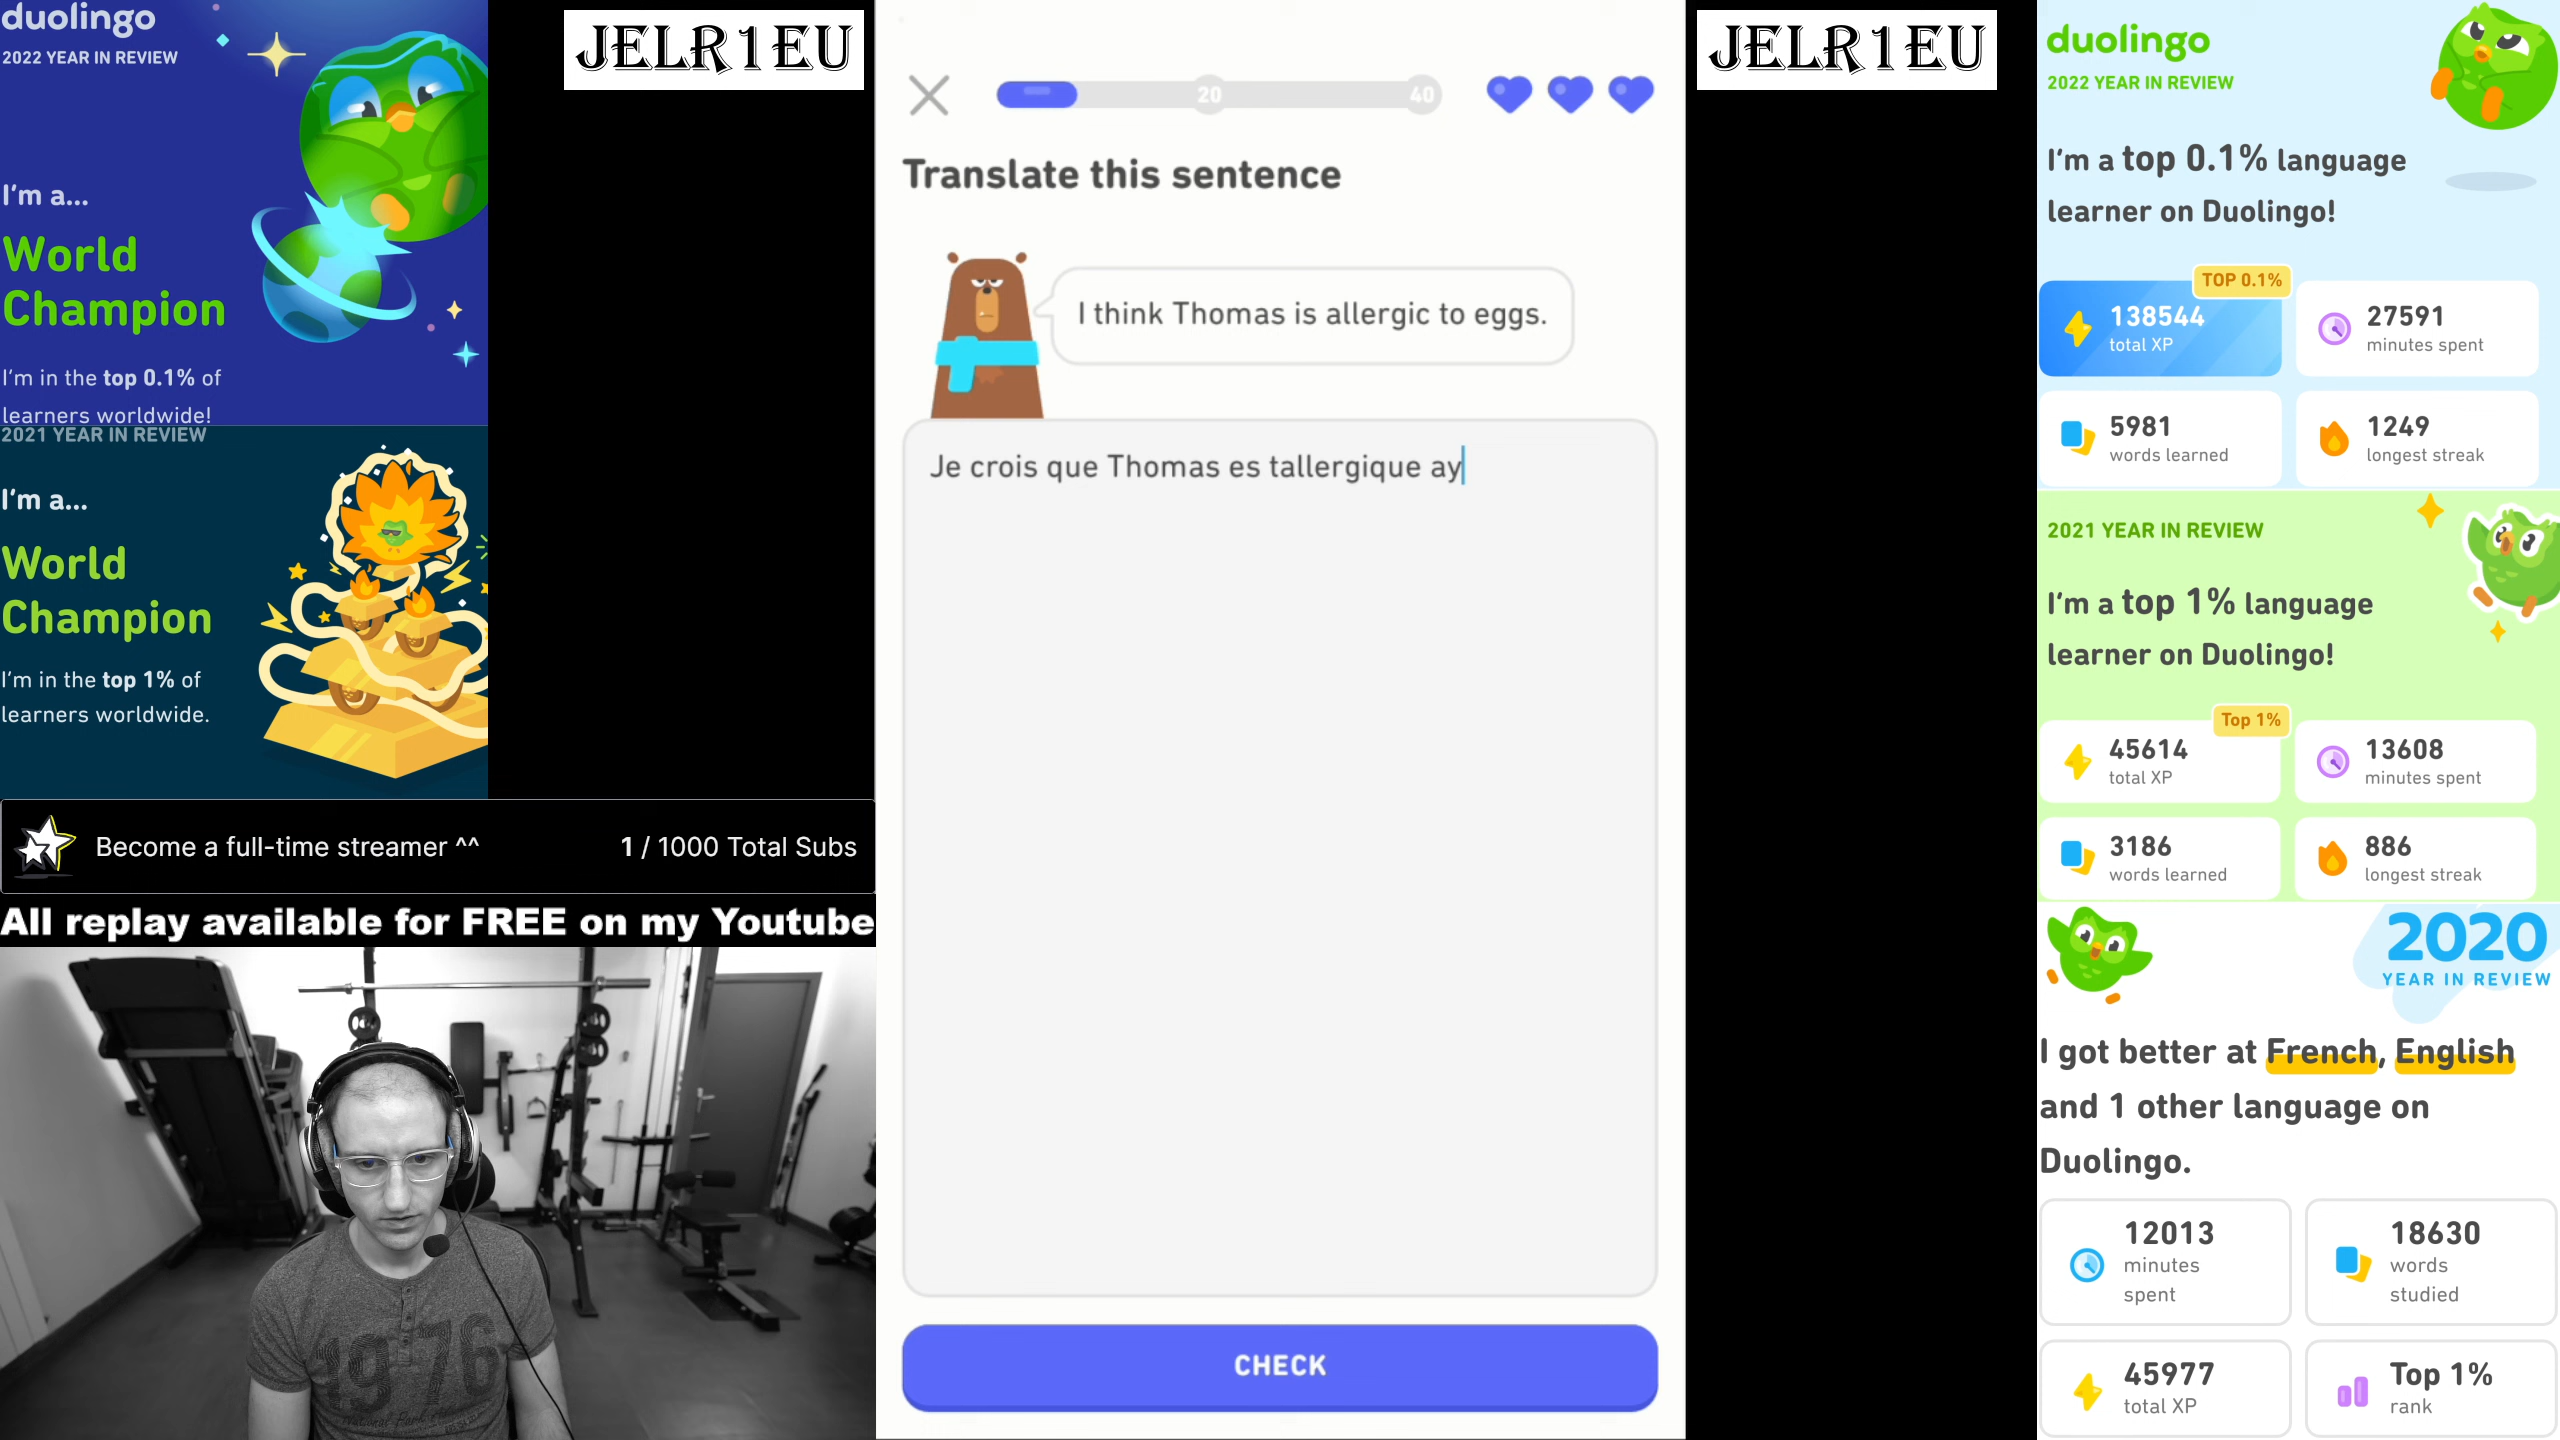 duolingo
2022 YEAR IN REVIEW
I'm a...
World
Champion
I'm in the top 0.1% of
learners worldwide!
2021 YEAR IN REVIEW
I'm a...
World
Champion
I'm in the top 1% of
learners worldwide.
JELR1EU
Become a full-time streamer ^^
1 / 1000 Total Subs
All replay available for FREE on my Youtube
1976
20
40
Translate this sentence
I think Thomas is allergic to eggs.
Je crois que Thomas es tallergique ay
CHECK
JELR1EU
duolingo
2022 YEAR IN REVIEW
I'm a top 0.1% language
learner on Duolingo!
TOP 0.1%
138544
total XP
27591
minutes spent
5981
words learned
1249
longest streak
2021 YEAR IN REVIEW
I'm a top 1% language
learner on Duolingo!
Top 1%
45614
total XP
13608
minutes spent
3186
words learned
886
longest streak
2020
YEAR IN REVIEW
I got better at French, English
and 1 other language on
Duolingo.
12013
minutes
spent
18630
words
studied
45977
total XP
Top 1%
rank